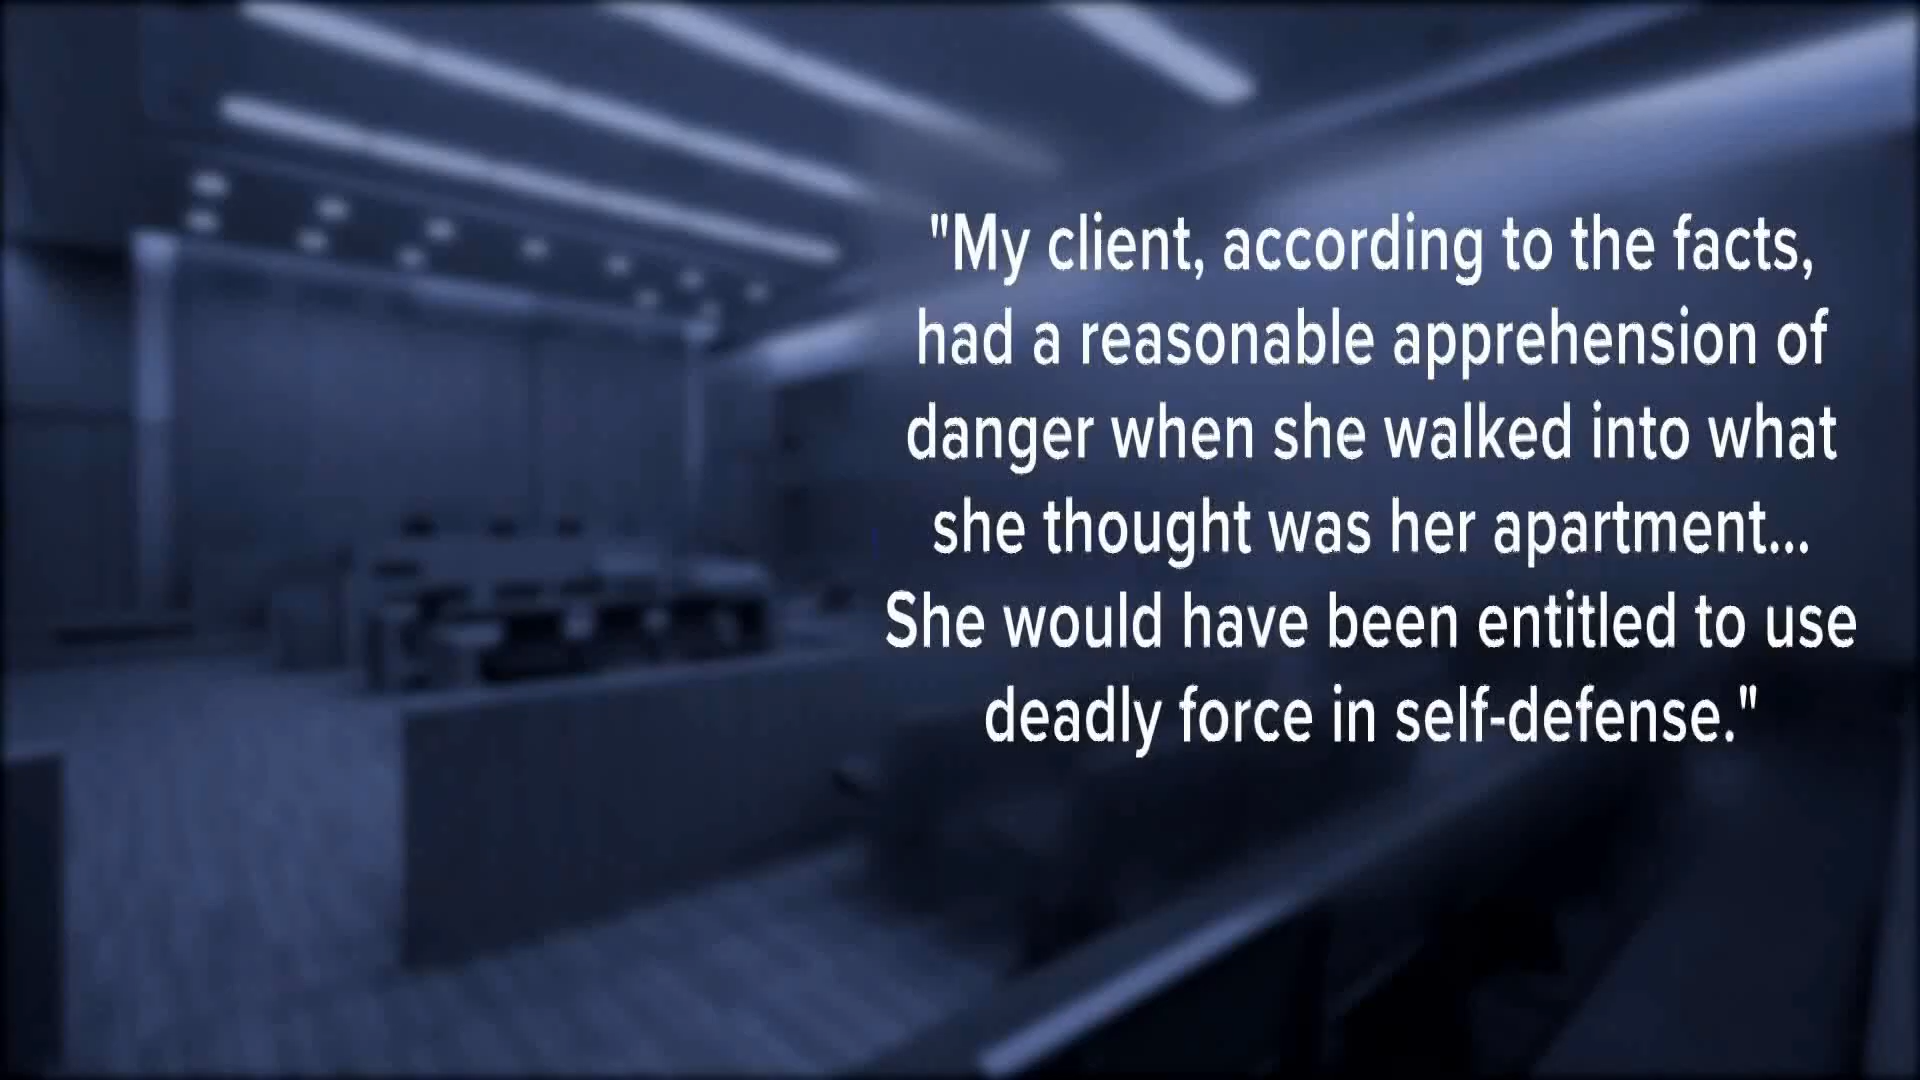 "My client, according to the facts,
had a reasonable apprehension of
danger when she walked into what
she thought was her apartment...
She would have been entitled to use
deadly force in self-defense."